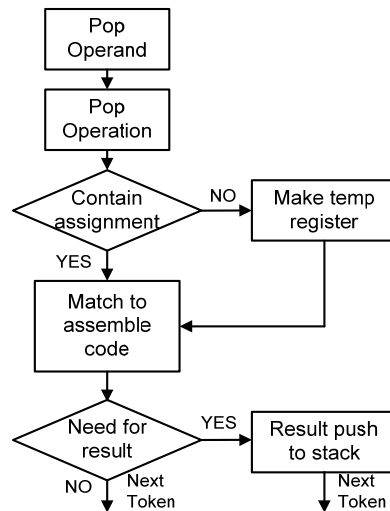 Pop
Operand
Pop
Operation
Contain
assignment
NO
Make temp
register
YES
Match to
assemble
code
Need for
result
YES
Result push
to stack
NO
Next
Token
Next
Token